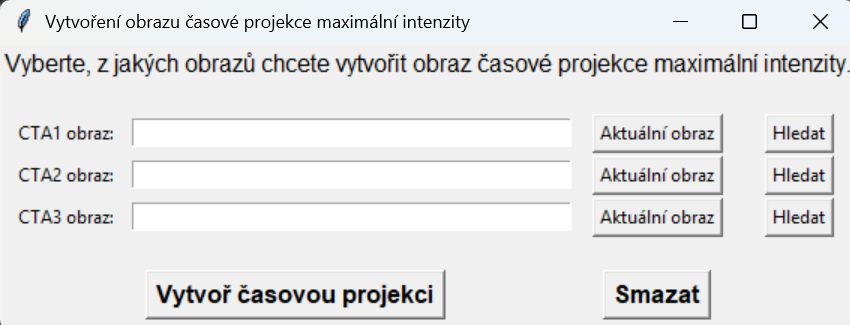 Vytvoření obrazu časové projekce maximální intenzity
Vyberte, z jakých obrazů chcete vytvořit obraz časové projekce maximální intenzity.
CTA1 obraz: Aktuální obraz Hledat
CTA2 obraz: Aktuální obraz Hledat
CTA3 obraz: Aktuální obraz Hledat
Vytvoř časovou projekci Smazat